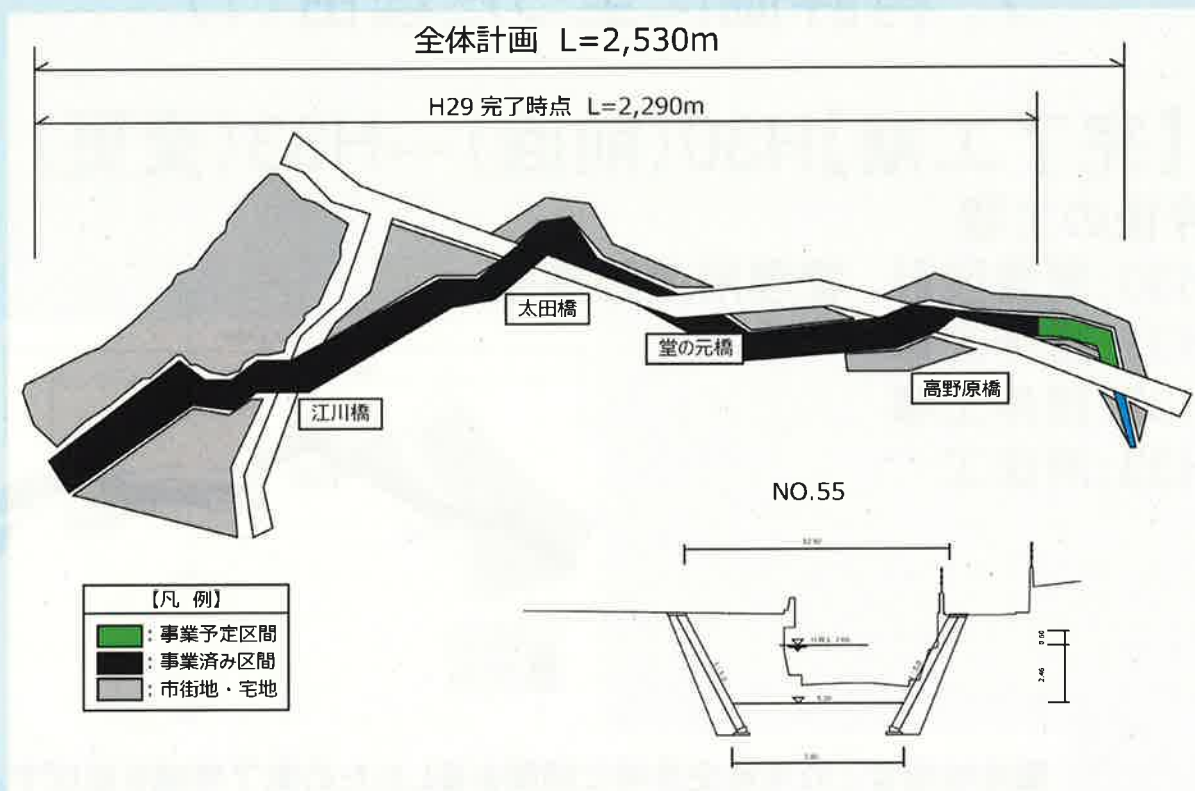 全体計画 L=2,530m
H29 完了時点 L=2,290m
太田橋
堂の元橋
高野原橋
江川橋
NO.55
【凡 例】
: 事業予定区間
: 事業済み区間
: 市街地・宅地
2.46